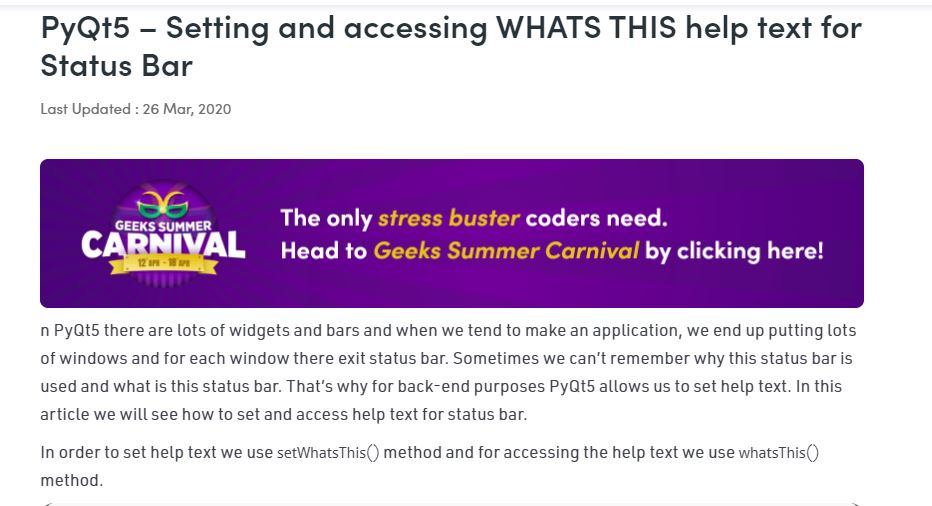 PyQt5 – Setting and accessing WHATS THIS help text for
Status Bar
Last Updated : 26 Mar, 2020
GEEKS SUMMER
CARNIVAL
12 APR - 18 APR
The only stress buster coders need.
Head to Geeks Summer Carnival by clicking here!
n PyQt5 there are lots of widgets and bars and when we tend to make an application, we end up putting lots
of windows and for each window there exit status bar. Sometimes we can't remember why this status bar is
used and what is this status bar. That's why for back-end purposes PyQt5 allows us to set help text. In this
article we will see how to set and access help text for status bar.
In order to set help text we use setWhatsThis() method and for accessing the help text we use whatsThis()
method.